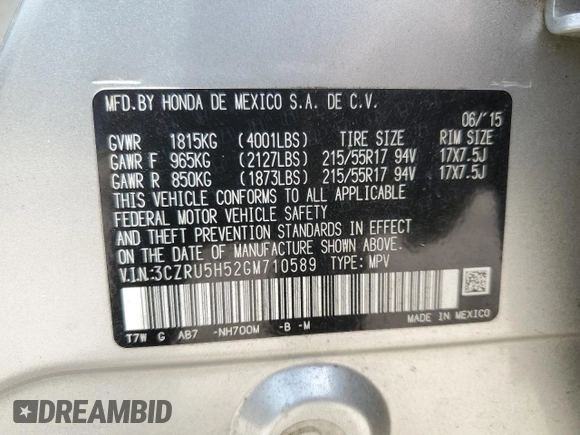 MFD. BY HONDA DE MEXICO S.A. DE C.V.
06/'15
GVWR 1815KG (4001LBS) TIRE SIZE RIM SIZE
GAWR F 965KG (2127LBS) 215/55R17 94V 17X7.5J
GAWR R 850KG (1873LBS) 215/55R17 94V 17X7.5J
THIS VEHICLE CONFORMS TO ALL APPLICABLE
FEDERAL MOTOR VEHICLE SAFETY
AND THEFT PREVENTION STANDARDS IN EFFECT
ON THE DATE OF MANUFACTURE SHOWN ABOVE.
V.I.N:3CZRU5H52GM710589 TYPE: MPV
T7W G AB7 -NH700M -B -M
MADE IN MEXICO
DREAMBID